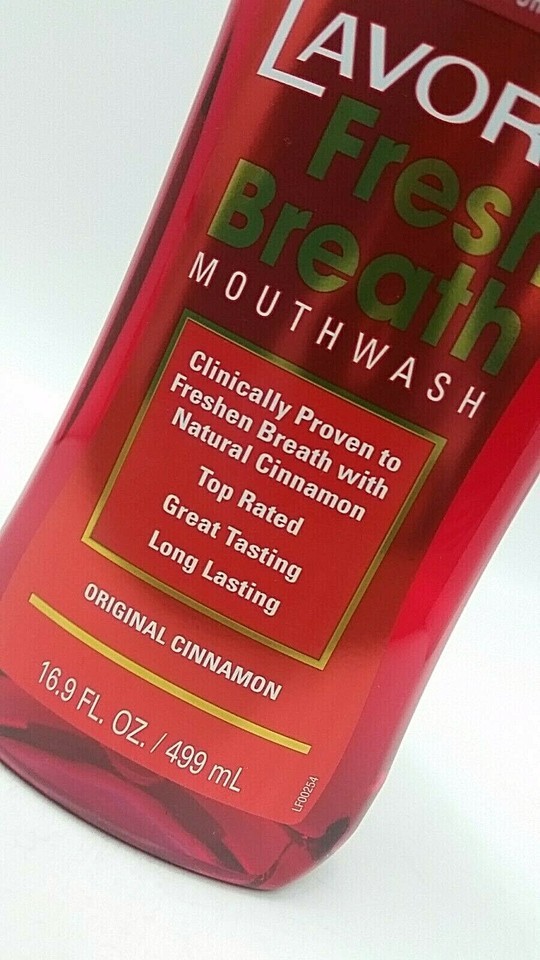 LAVOR
Fresh
Breath
MOUTHWASH
Clinically Proven to
Freshen Breath with
Natural Cinnamon
Top Rated
Great Tasting
Long Lasting
ORIGINAL CINNAMON
16.9 FL. OZ. / 499 mL
LF00254